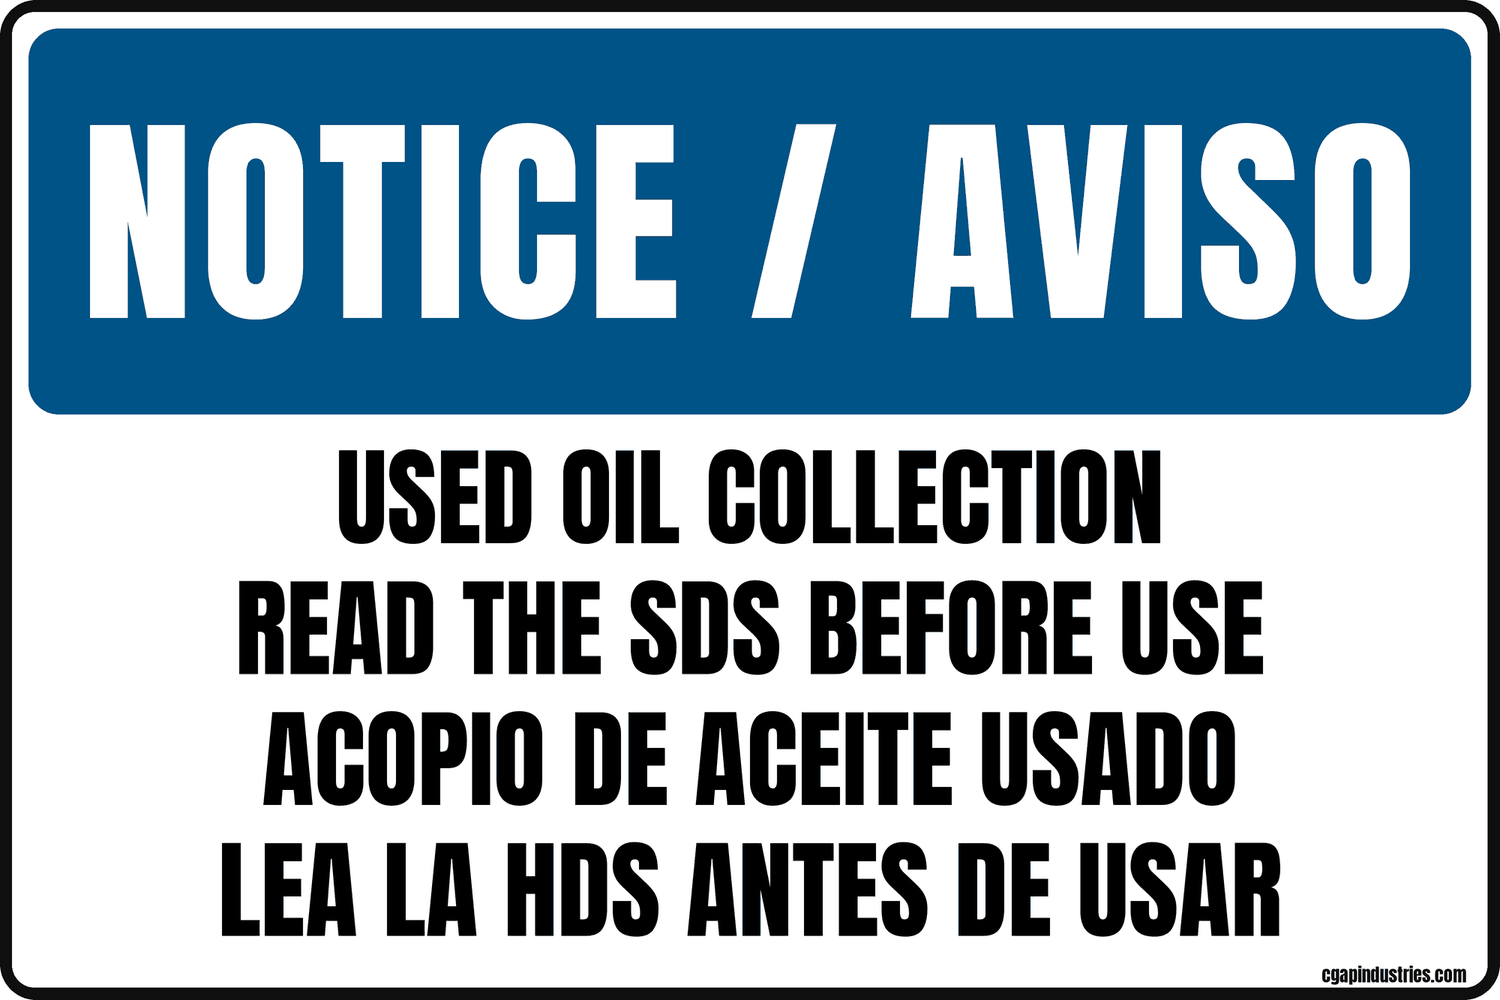 NOTICE / AVISO
USED OIL COLLECTION
READ THE SDS BEFORE USE
ACOPIO DE ACEITE USADO
LEA LA HDS ANTES DE USAR
cgapindustries.com